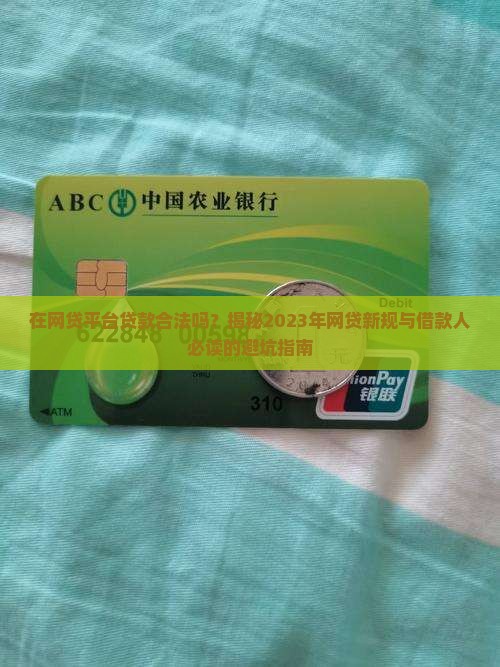 ABC 中国农业银行
Debit
在网贷平台贷款合法吗？揭秘2023年网贷新规与借款人
必读的避坑指南
622848
元
UnionPay
银联
310
ATM